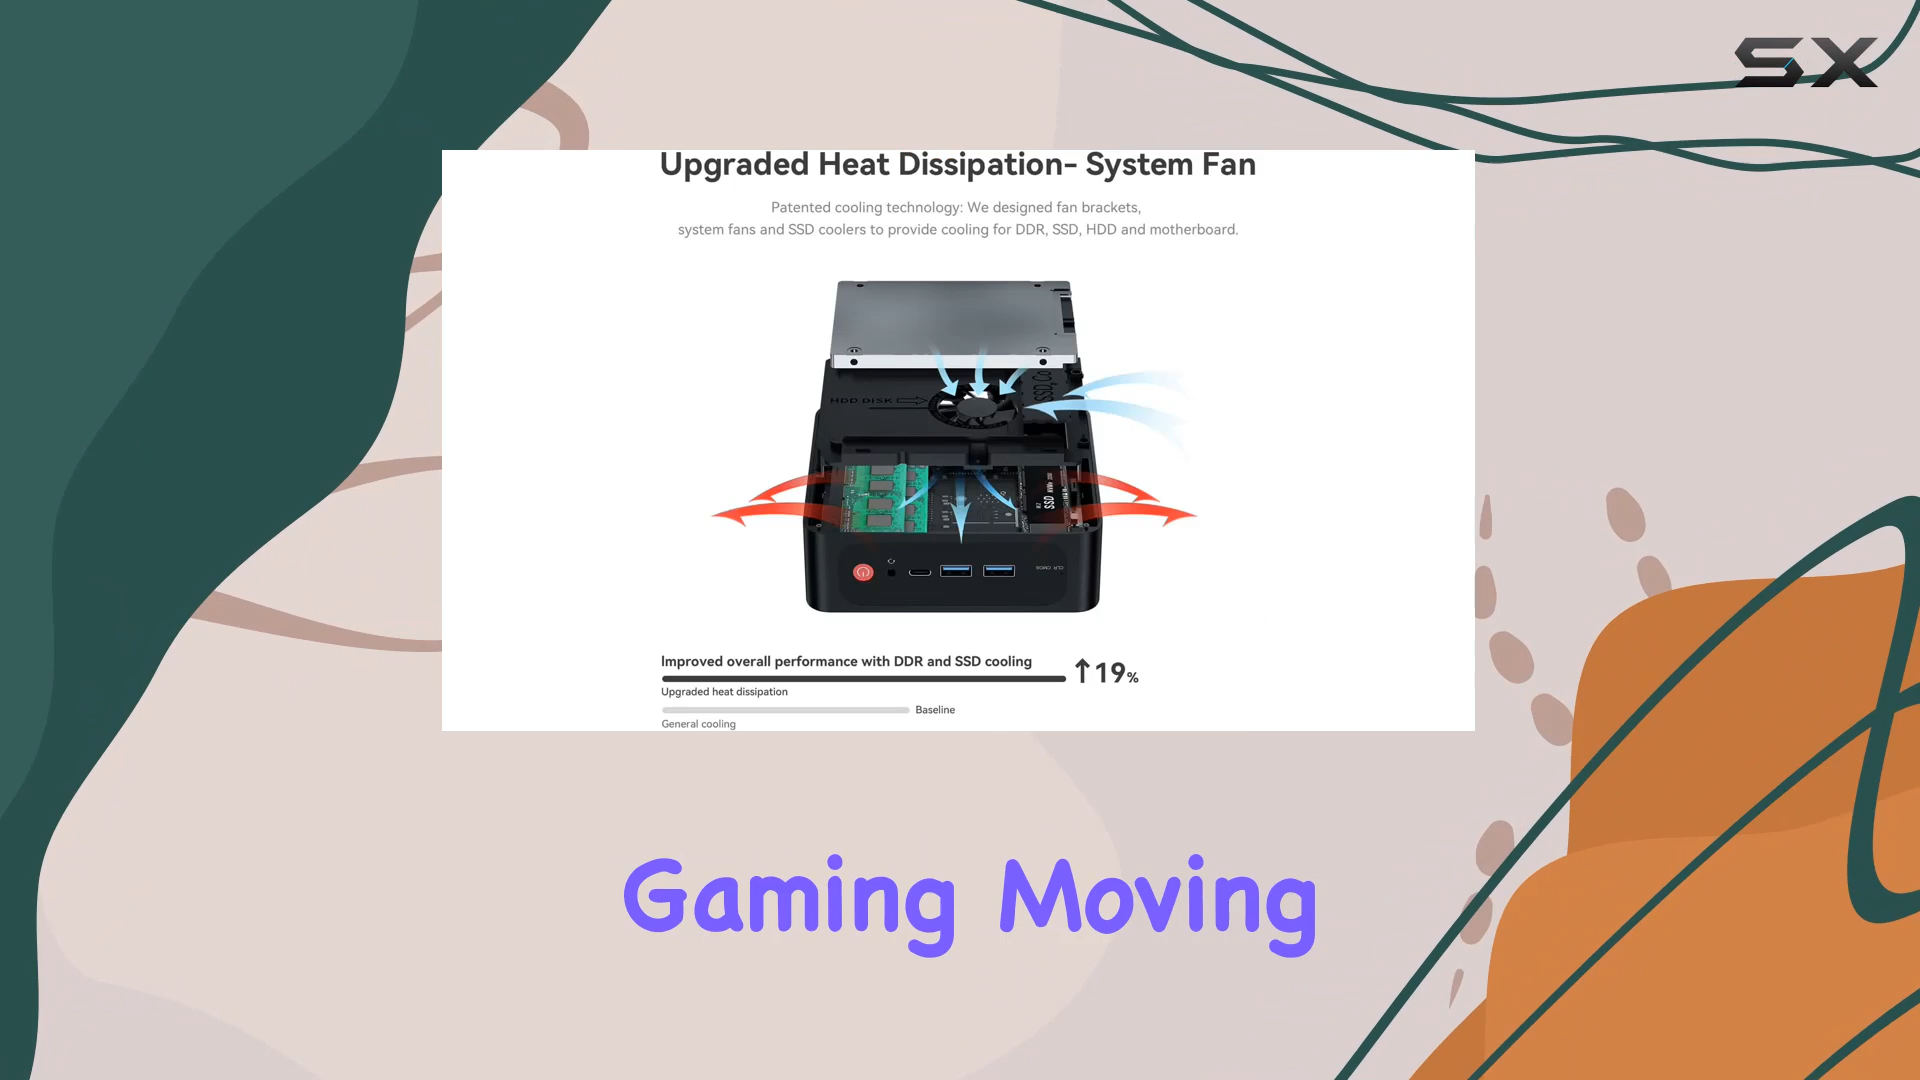 SX
Upgraded Heat Dissipation- System Fan
Patented cooling technology: We designed fan brackets,
system fans and SSD coolers to provide cooling for DDR, SSD, HDD and motherboard.
HDD DISK
SSD
CLR CMOS
Improved overall performance with DDR and SSD cooling
↑19%
Upgraded heat dissipation
Baseline
General cooling
Gaming Moving